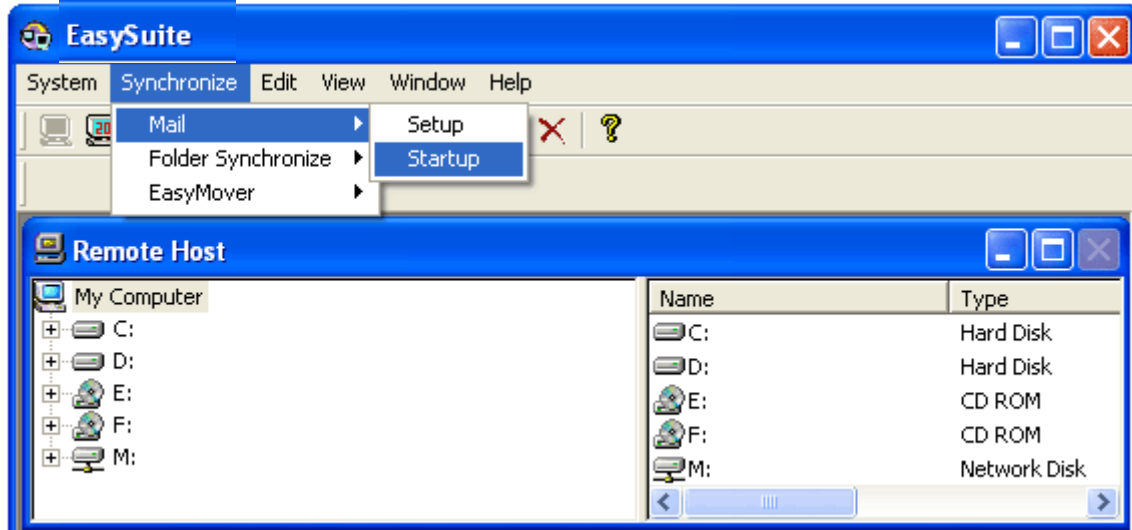 EasySuite
System Synchronize Edit View Window Help
Mail Setup
Folder Synchronize Startup
EasyMover
Remote Host
My Computer Name Type
C: C: Hard Disk
D: D: Hard Disk
E: E: CD ROM
F: F: CD ROM
M: M: Network Disk